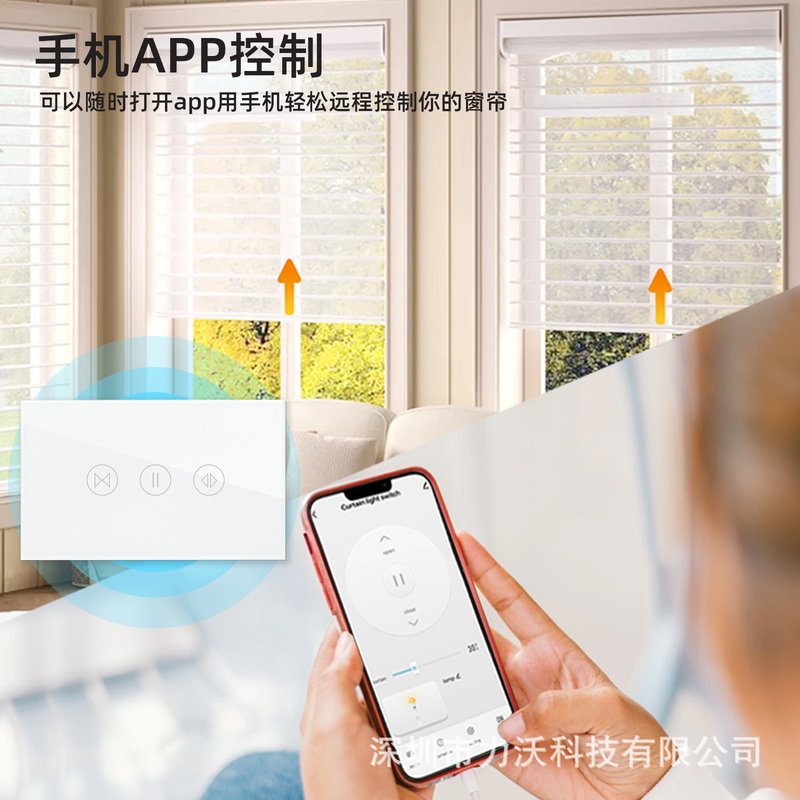 手机APP控制
可以随时打开app用手机轻松远程控制你的窗帘
Curtain light switch
open
close
curtain
lamp
深圳市力沃科技有限公司